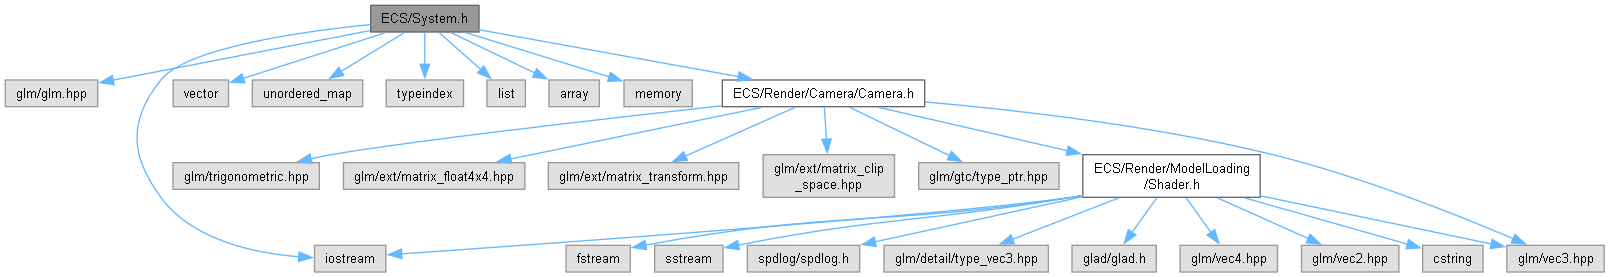 ECS/System.h
glm/glm.hpp
vector
unordered_map
typeindex
list
array
memory
ECS/Render/Camera/Camera.h
glm/trigonometric.hpp
glm/ext/matrix_float4x4.hpp
glm/ext/matrix_transform.hpp
glm/ext/matrix_clip
_space.hpp
glm/gtc/type_ptr.hpp
ECS/Render/ModelLoading
/Shader.h
iostream
fstream
sstream
spdlog/spdlog.h
glm/detail/type_vec3.hpp
glad/glad.h
glm/vec4.hpp
glm/vec2.hpp
cstring
glm/vec3.hpp